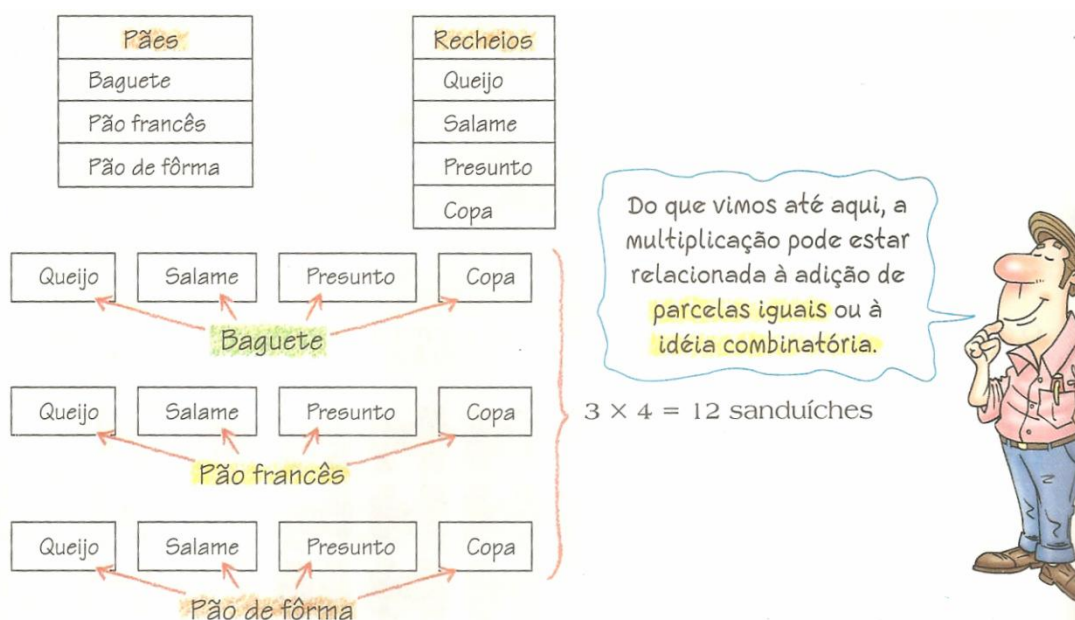 Pães
Baguete
Pão francês
Pão de fôrma
Recheios
Queijo
Salame
Presunto
Copa
Queijo Salame Presunto Copa
Baguete
Queijo Salame Presunto Copa
Pão francês
Queijo Salame Presunto Copa
Pão de fôrma
3 × 4 = 12 sanduíches
Do que vimos até aqui, a
multiplicação pode estar
relacionada à adição de
parcelas iguais ou à
idéia combinatória.